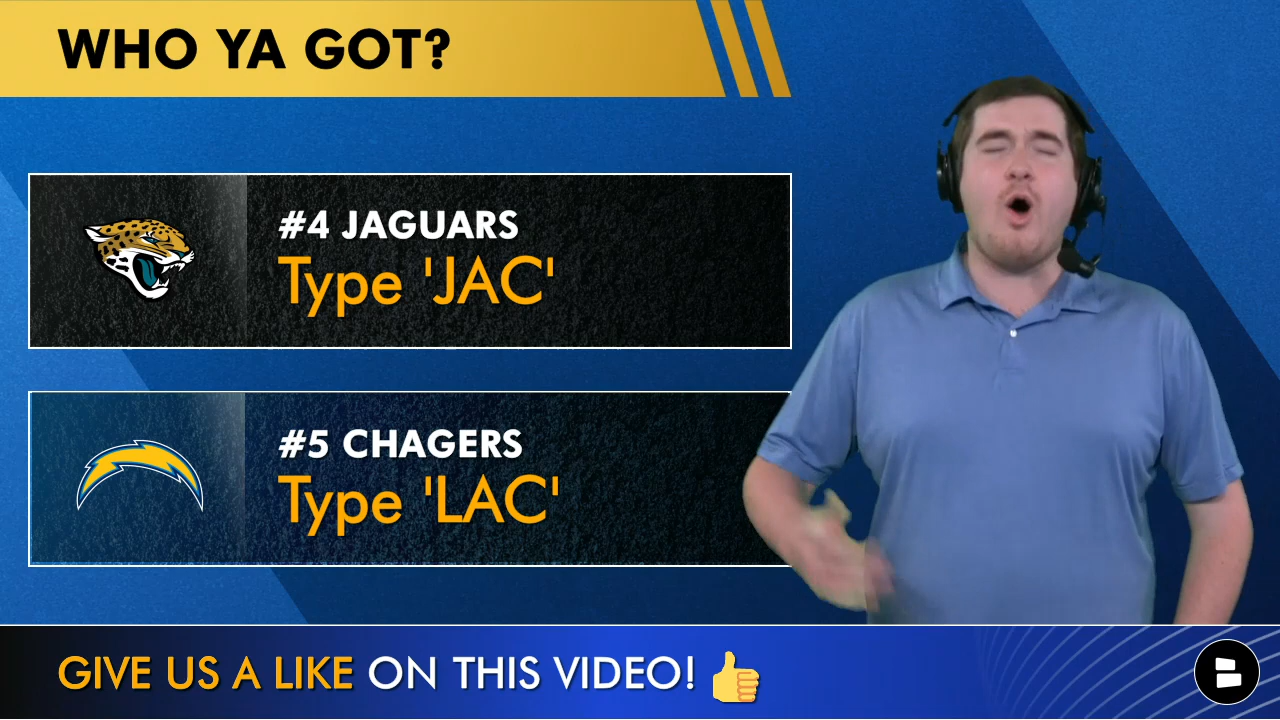 WHO YA GOT?
#4 JAGUARS
Type 'JAC'
#5 CHAGERS
Type 'LAC'
GIVE US A LIKE ON THIS VIDEO!